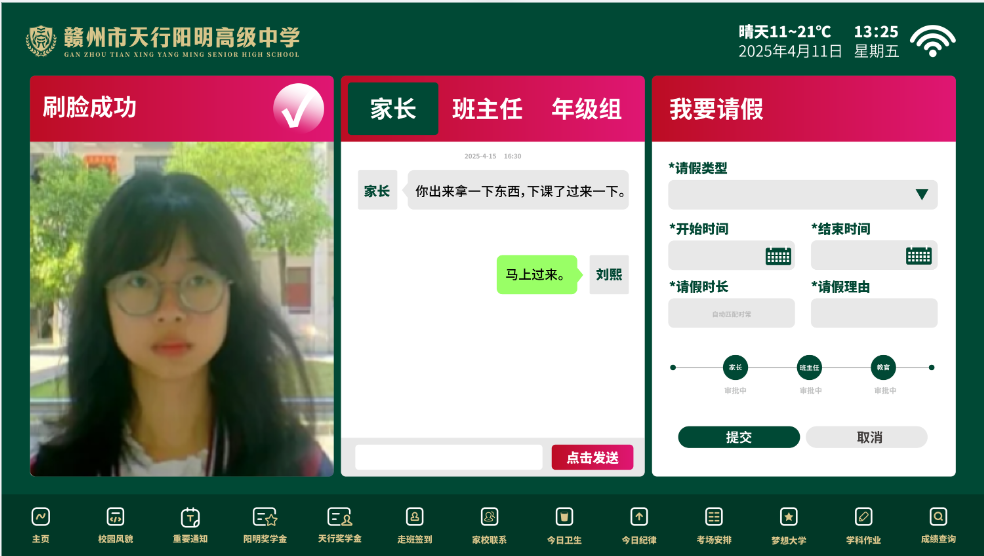 赣州市天行阳明高级中学
GAN ZHOU TIAN XING YANG MING SENIOR HIGH SCHOOL
晴天11~21℃ 13:25
2025年4月11日 星期五
刷脸成功
家长 班主任 年级组
我要请假
2025-4-15 16:30
家长 你出来拿一下东西,下课了过来一下。
马上过来。 刘熙
*请假类型
*开始时间 *结束时间
*请假时长 *请假理由
自动匹配时常
家长 班主任 教官
审批中 审批中 审批中
提交 取消
点击发送
主页 校园风貌 重要通知 阳明奖学金 天行奖学金 走班签到 家校联系 今日卫生 今日纪律 考场安排 梦想大学 学科作业 成绩查询